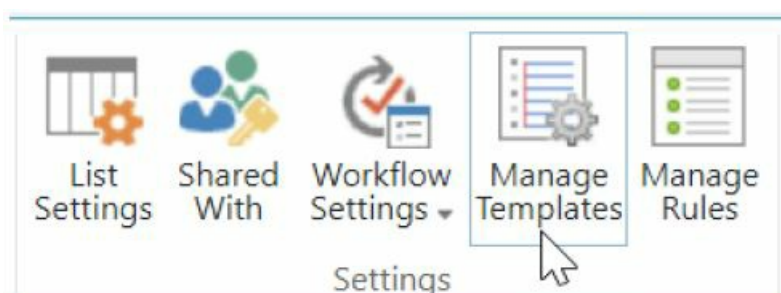 List Settings
Shared With
Workflow Settings
Manage Templates
Manage Rules
Settings